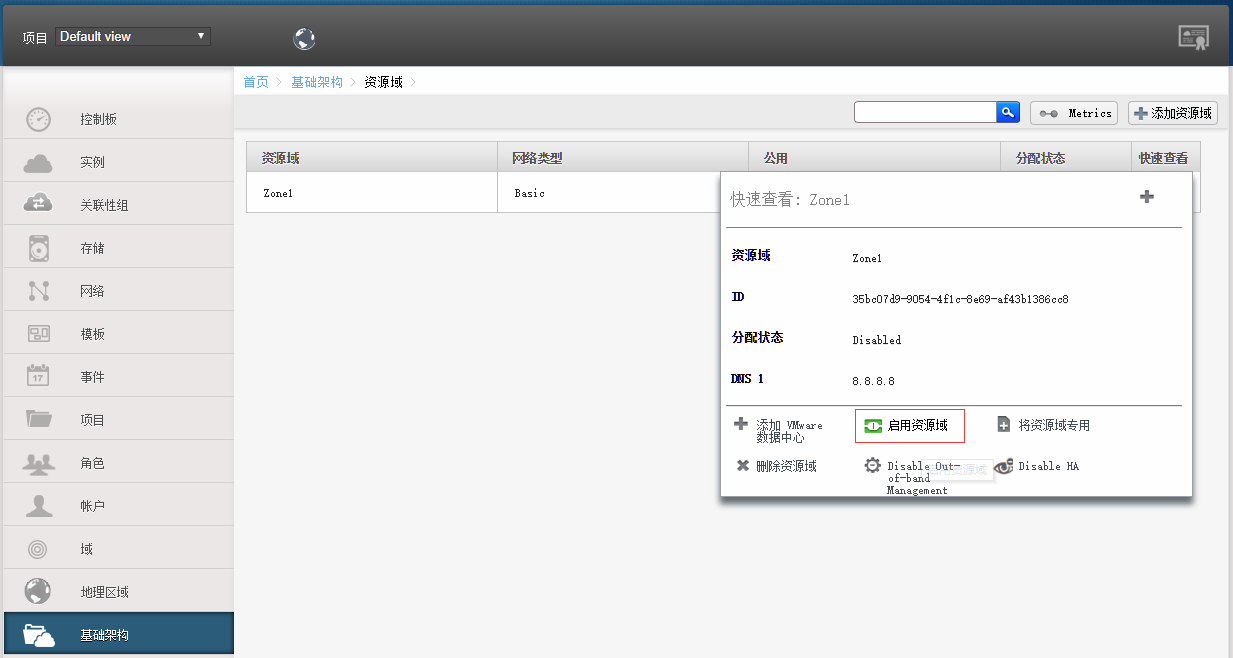 项目 Default view
首页 基础架构 资源域
Metrics 添加资源域
控制板
实例
关联性组
存储
网络
模板
17
事件
项目
角色
帐户
域
地理区域
基础架构
资源域 网络类型 公用 分配状态 快速查看
Zone1 Basic
快速查看: Zone1
资源域 Zone1
ID 35bc07d9-9054-4f1c-8e69-af43b1386cc8
分配状态 Disabled
DNS 1 8.8.8.8
添加 VMware
数据中心
启用资源域
将资源域专用
删除资源域
Disable Out-
of-band
Management
Disable HA